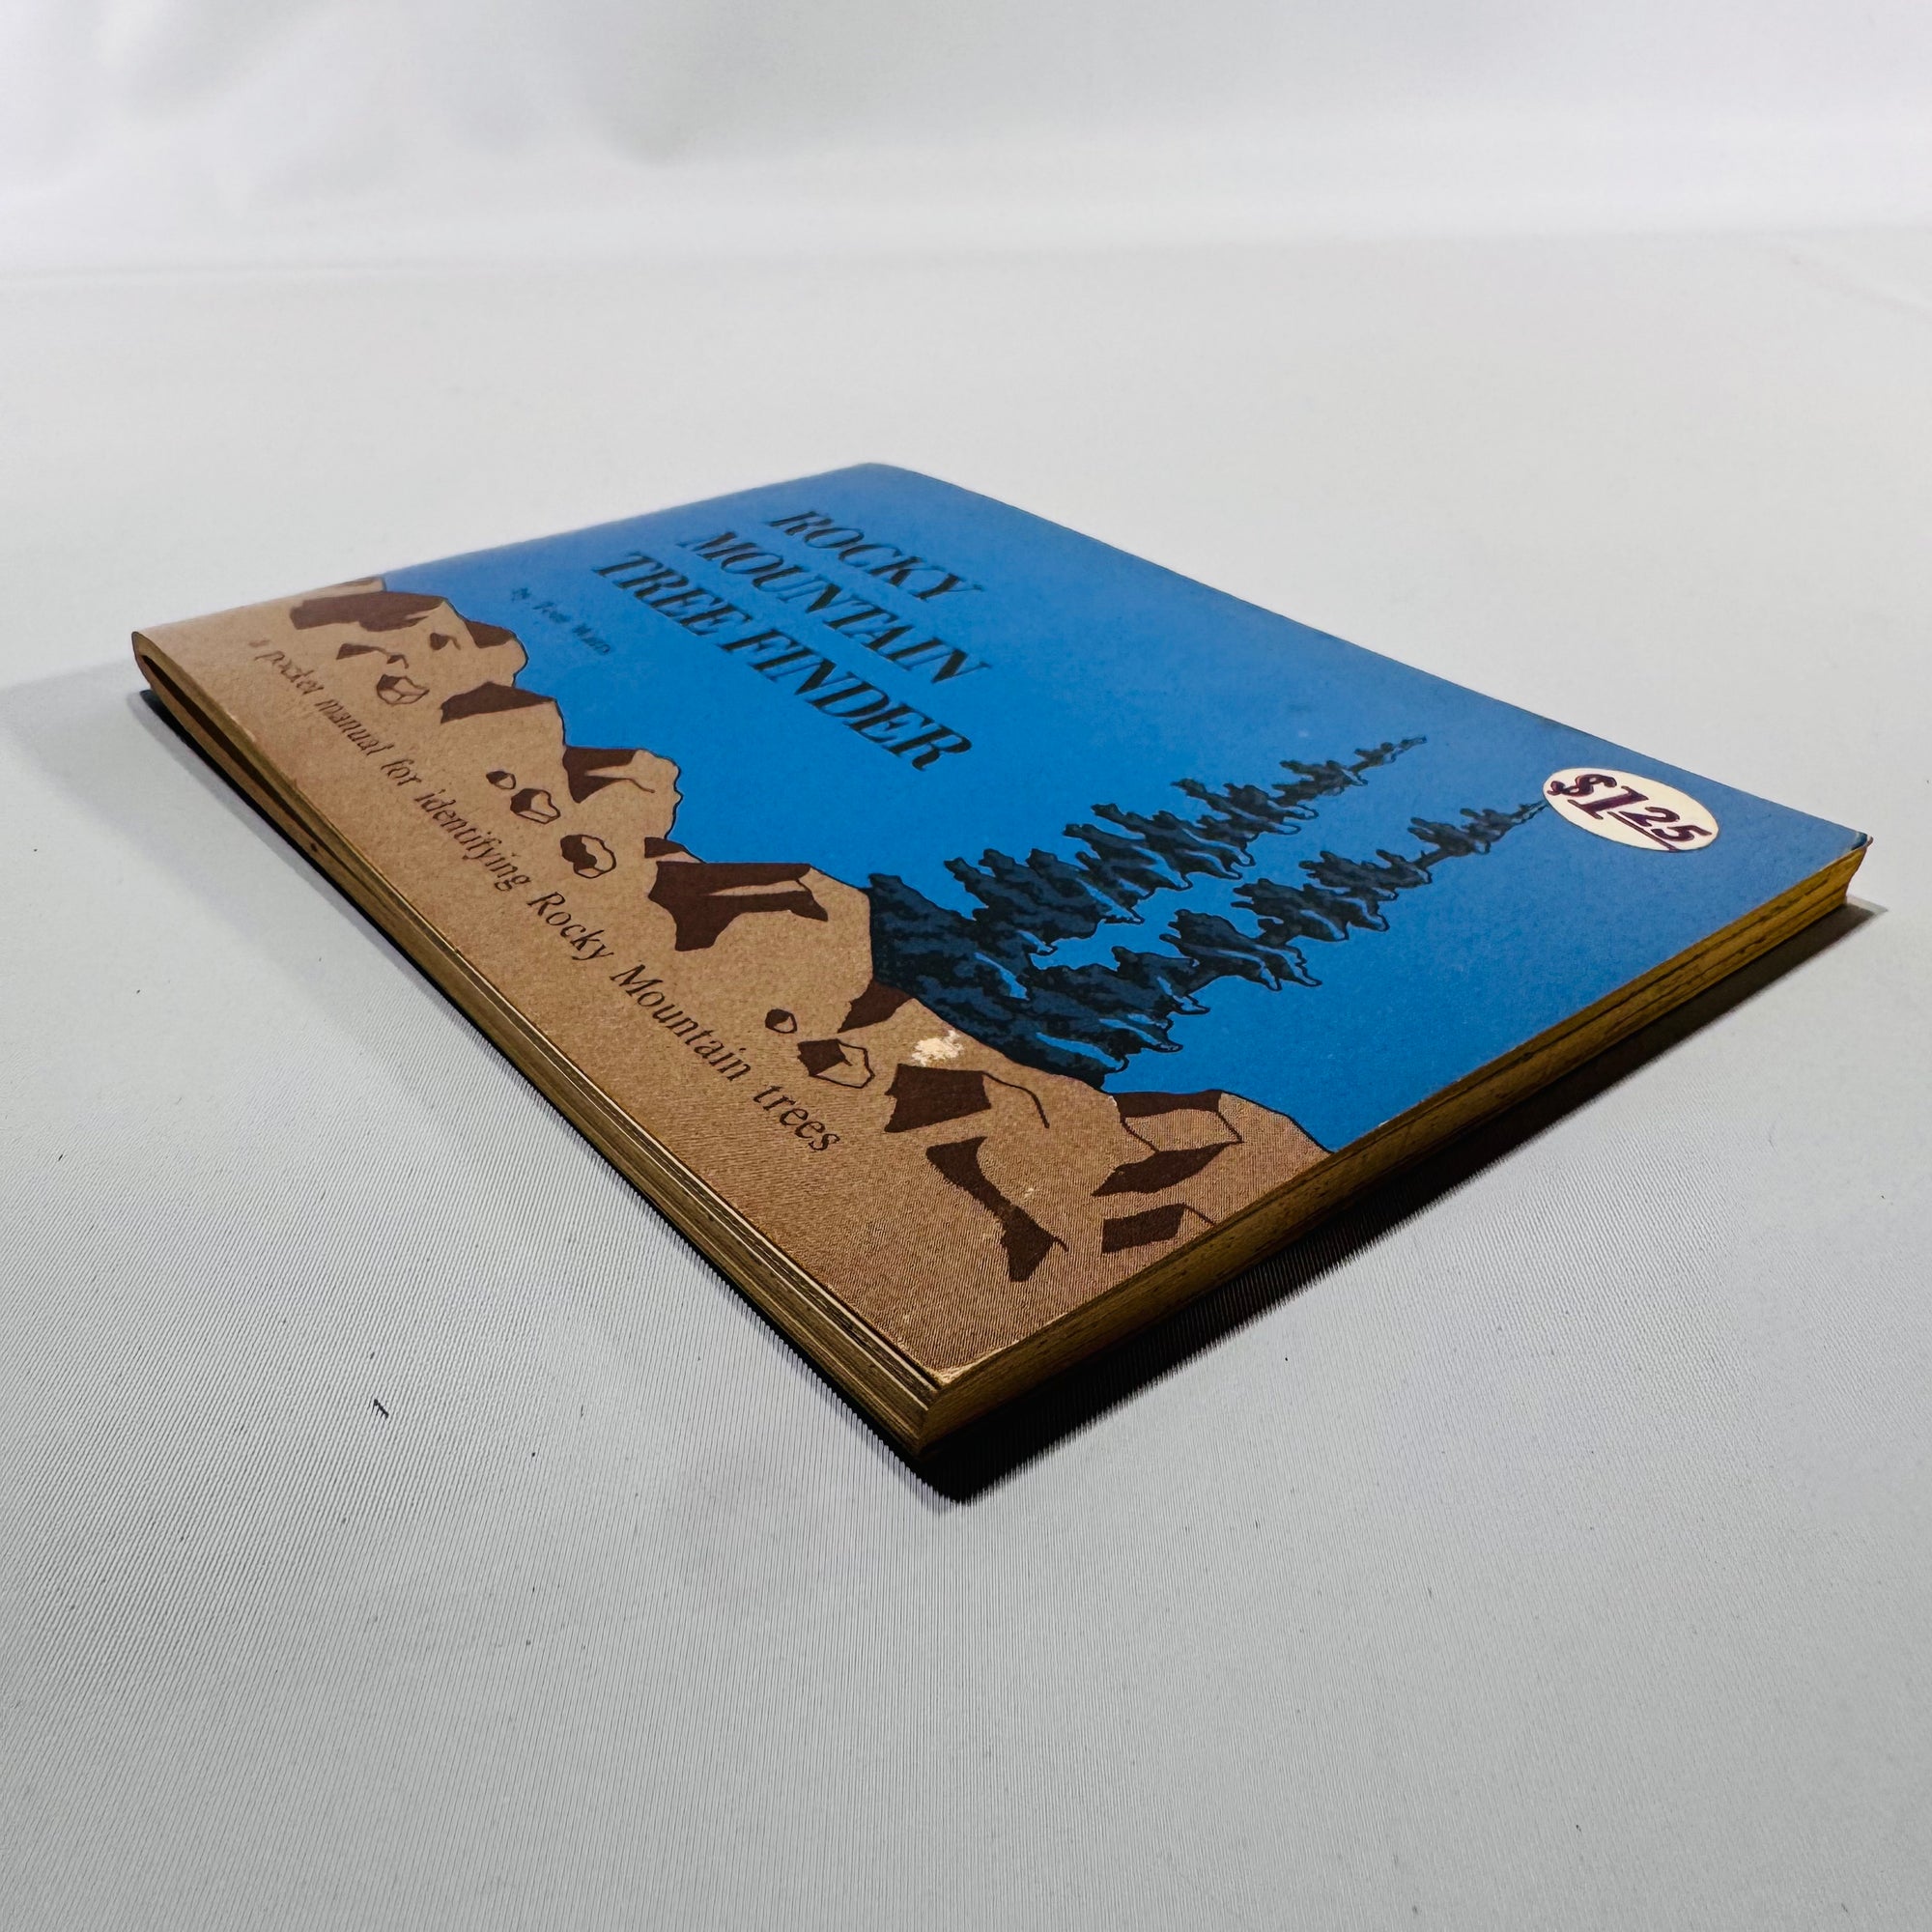 ROCKY
MOUNTAIN
TREE FINDER
by Tom Watts
$1.25
a pocket manual for identifying Rocky Mountain trees